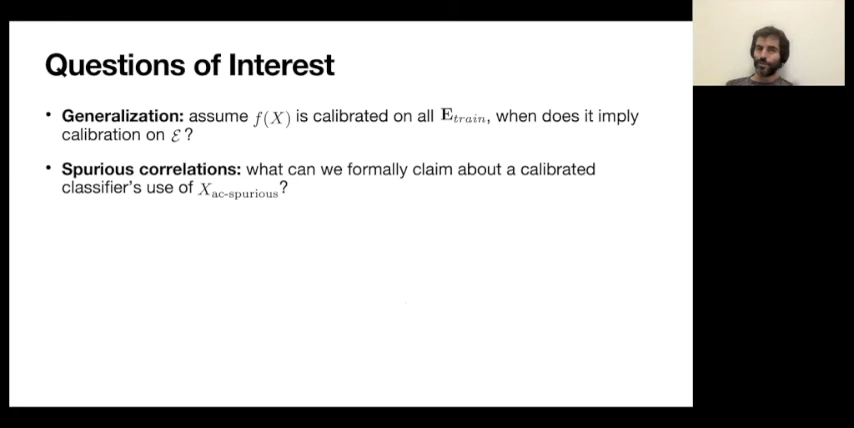 Questions of Interest
• Generalization: assume f(X) is calibrated on all E_train, when does it imply
calibration on ℰ?
• Spurious correlations: what can we formally claim about a calibrated
classifier's use of X_ac-spurious?